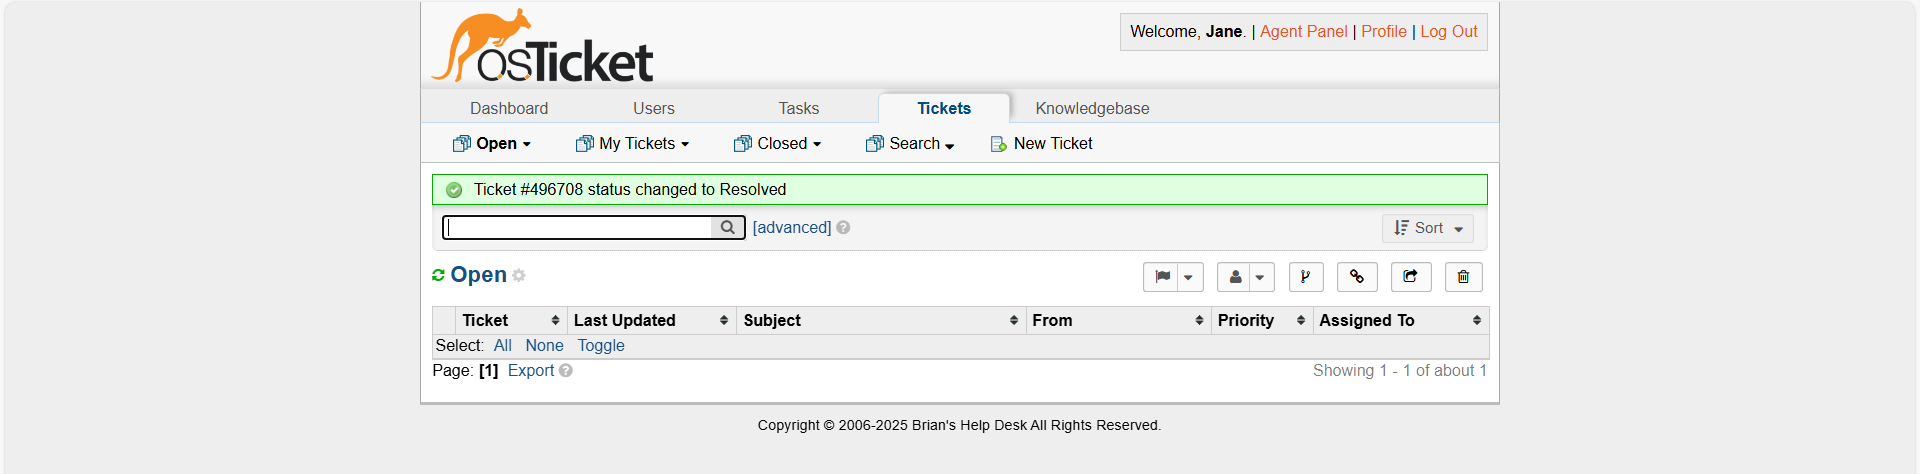 osTicket
Welcome, Jane. | Agent Panel | Profile | Log Out
Dashboard Users Tasks Tickets Knowledgebase
Open My Tickets Closed Search New Ticket
Ticket #496708 status changed to Resolved
[advanced] ? Sort
Open
Ticket Last Updated Subject From Priority Assigned To
Select: All None Toggle
Page: [1] Export ? Showing 1 - 1 of about 1
Copyright © 2006-2025 Brian's Help Desk All Rights Reserved.